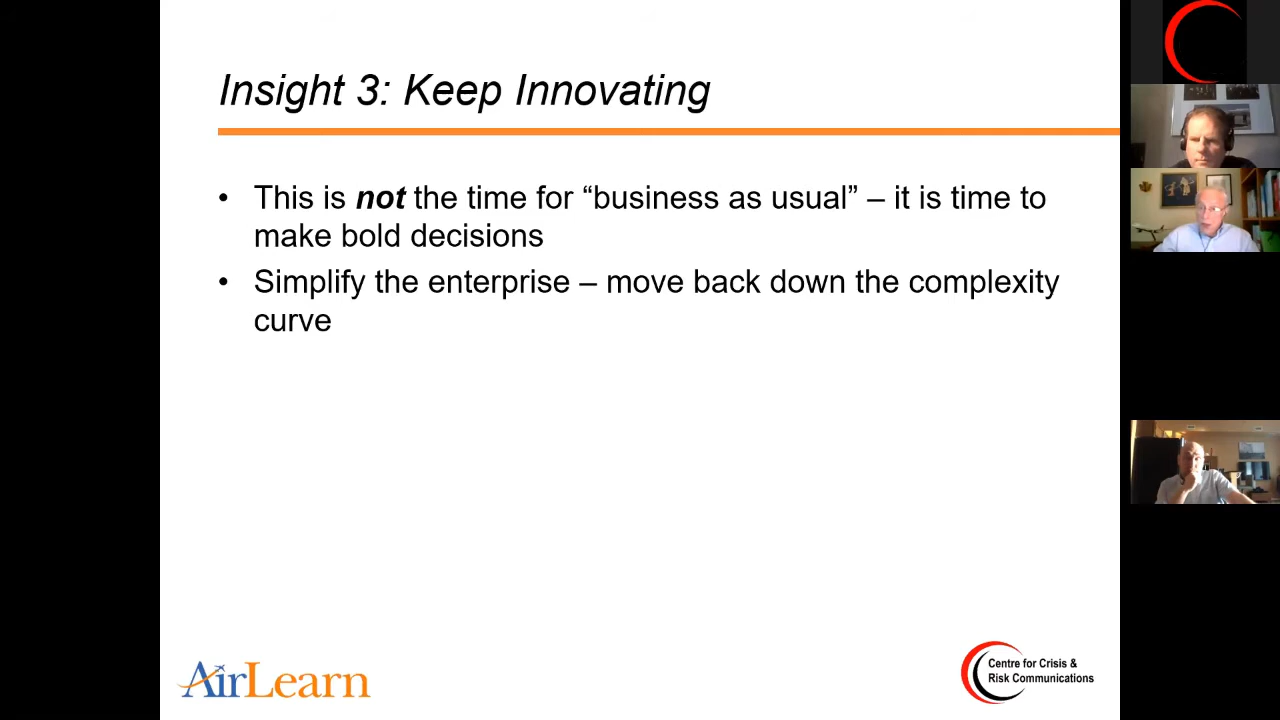 Insight 3: Keep Innovating
• This is not the time for “business as usual” – it is time to
make bold decisions
• Simplify the enterprise – move back down the complexity
curve
AirLearn
Centre for Crisis &
Risk Communications